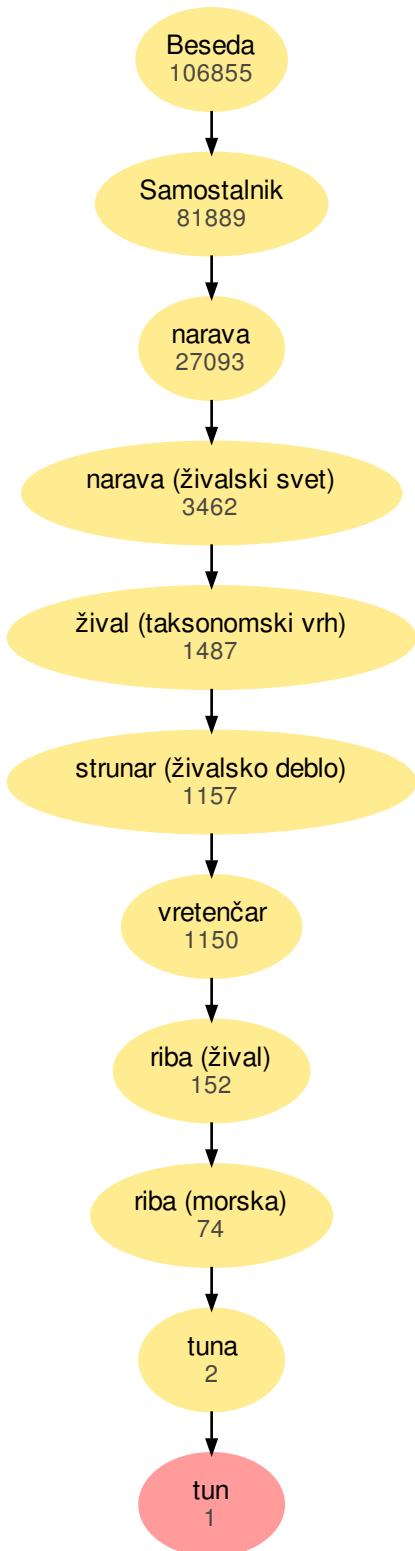 Beseda
106855
Samostalnik
81889
narava
27093
narava (živalski svet)
3462
žival (taksonomski vrh)
1487
strunar (živalsko deblo)
1157
vretenčar
1150
riba (žival)
152
riba (morska)
74
tuna
2
tun
1